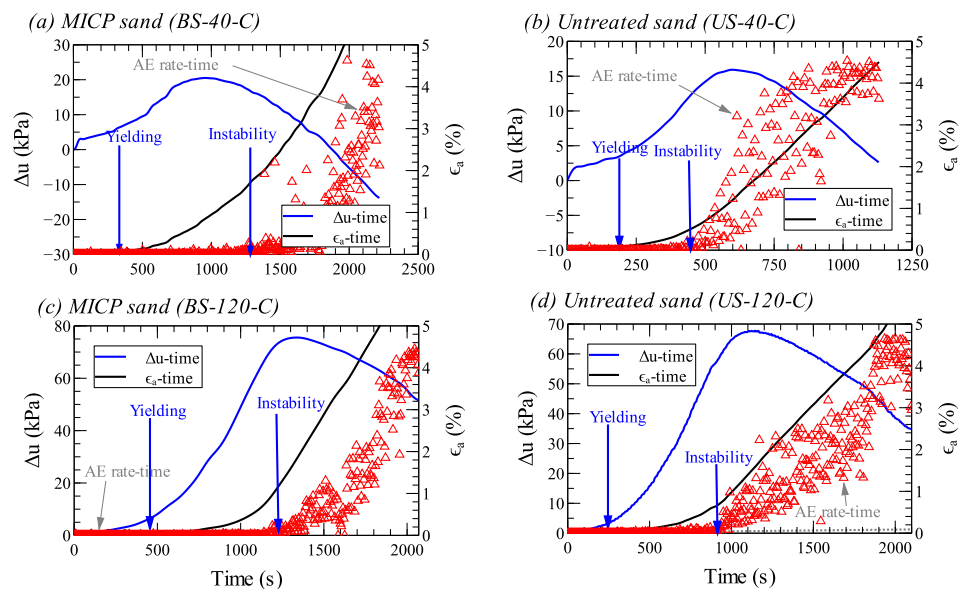 (a) MICP sand (BS-40-C)
30
20
10
0
−10
−20
−30
Δu (kPa)
5
4
3
2
1
0
ϵa (%)
AE rate-time
Yielding
Instability
Δu-time
ϵa-time
0 500 1000 1500 2000 2500
(b) Untreated sand (US-40-C)
20
15
10
5
0
−5
−10
Δu (kPa)
5
4
3
2
1
0
ϵa (%)
AE rate-time
Yielding
Instability
Δu-time
ϵa-time
0 250 500 750 1000 1250
(c) MICP sand (BS-120-C)
80
60
40
20
0
Δu (kPa)
5
4
3
2
1
0
ϵa (%)
Δu-time
ϵa-time
Yielding
Instability
AE rate-time
0 500 1000 1500 2000
Time (s)
(d) Untreated sand (US-120-C)
70
60
50
40
30
20
10
0
Δu (kPa)
5
4
3
2
1
0
ϵa (%)
Δu-time
ϵa-time
Yielding
Instability
AE rate-time
0 500 1000 1500 2000
Time (s)